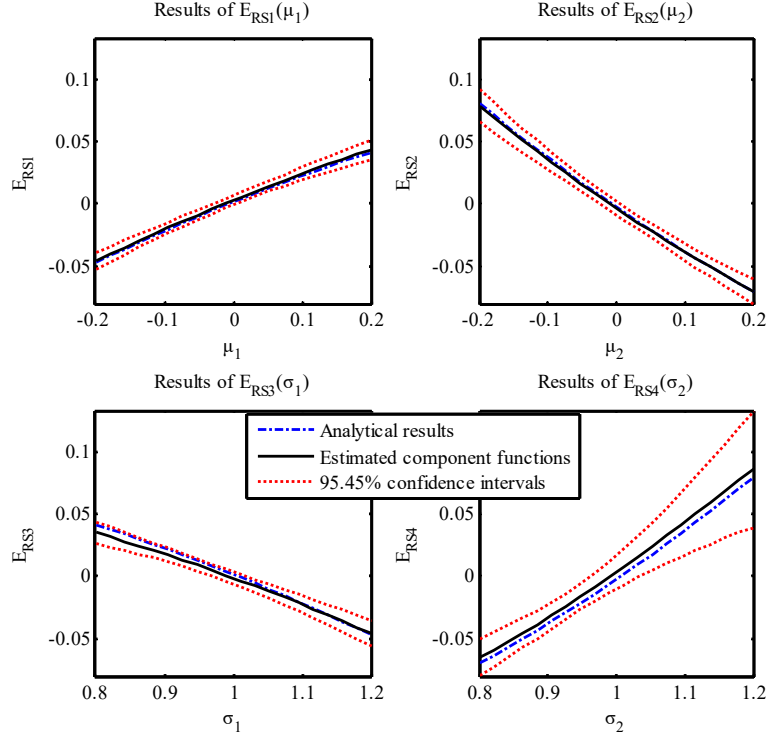 Results of E_RS1(μ_1)
0.1
0.05
0
-0.05
E_RS1
-0.2 -0.1 0 0.1 0.2
μ_1
Results of E_RS2(μ_2)
0.1
0.05
0
-0.05
E_RS2
-0.2 -0.1 0 0.1 0.2
μ_2
Results of E_RS3(σ_1)
0.1
0.05
0
-0.05
E_RS3
0.8 0.9 1 1.1 1.2
σ_1
Results of E_RS4(σ_2)
0.1
0.05
0
-0.05
E_RS4
0.8 0.9 1 1.1 1.2
σ_2
Analytical results
Estimated component functions
95.45% confidence intervals